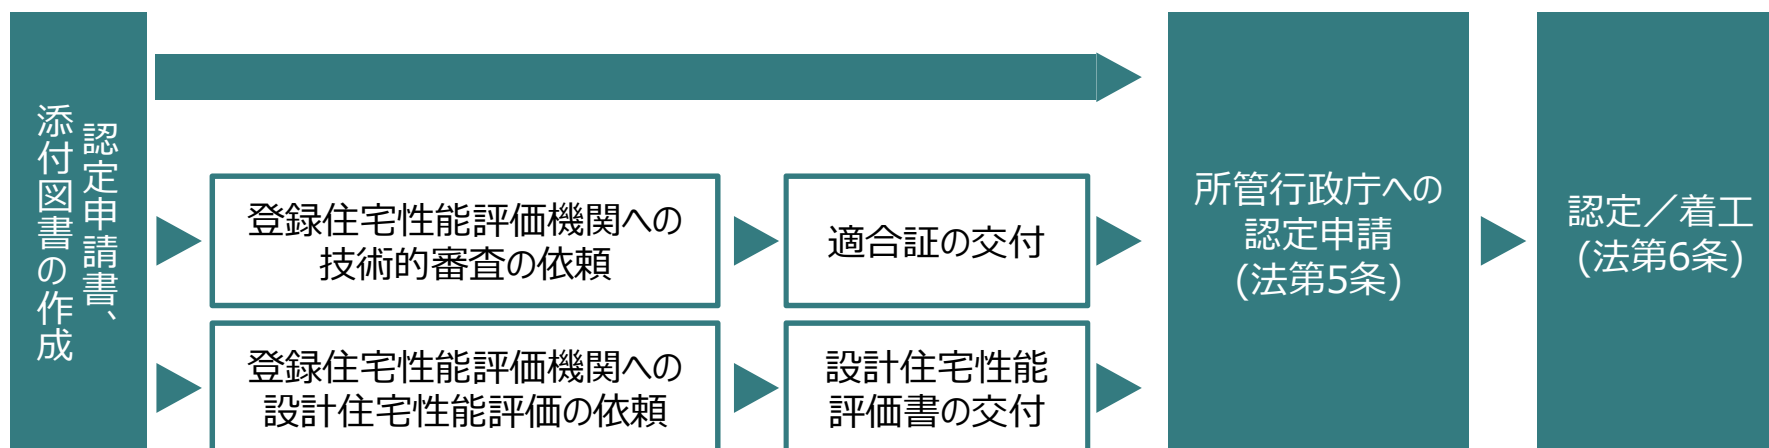 認定申請書、
添付図書の作成
登録住宅性能評価機関への
技術的審査の依頼
適合証の交付
登録住宅性能評価機関への
設計住宅性能評価の依頼
設計住宅性能
評価書の交付
所管行政庁への
認定申請
(法第5条)
認定／着工
(法第6条)